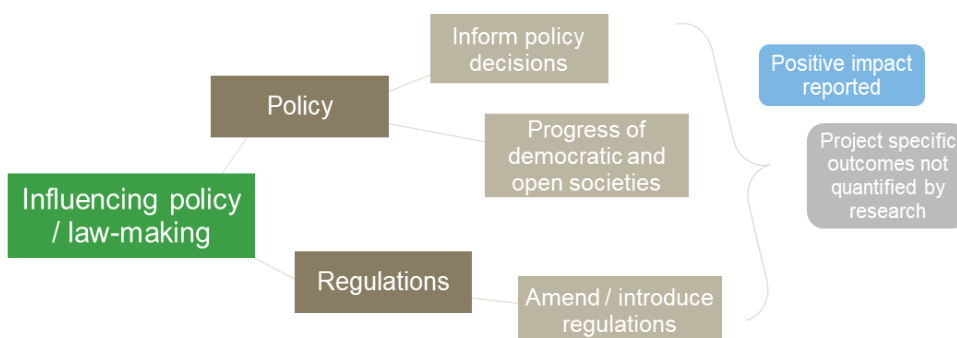 Influencing policy
/ law-making
Policy
Inform policy
decisions
Progress of
democratic and
open societies
Regulations
Amend / introduce
regulations
Positive impact
reported
Project specific
outcomes not
quantified by
research